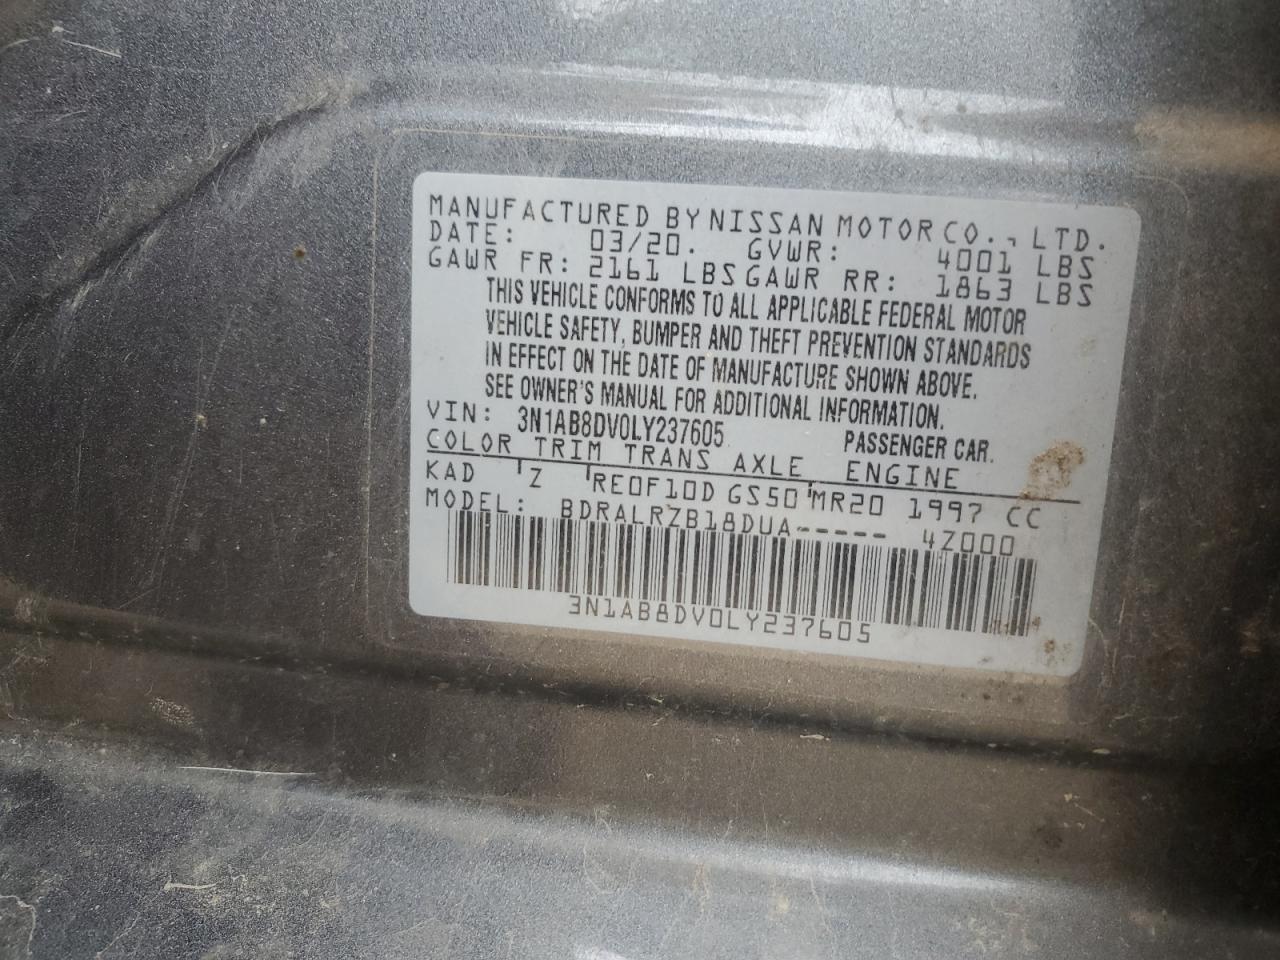 MANUFACTURED BY NISSAN MOTOR CO., LTD.
DATE: 03/20. GVWR: 4001 LBS
GAWR FR: 2161 LBS GAWR RR: 1863 LBS
THIS VEHICLE CONFORMS TO ALL APPLICABLE FEDERAL MOTOR
VEHICLE SAFETY, BUMPER AND THEFT PREVENTION STANDARDS
IN EFFECT ON THE DATE OF MANUFACTURE SHOWN ABOVE.
SEE OWNER'S MANUAL FOR ADDITIONAL INFORMATION.
VIN: 3N1AB8DV0LY237605 PASSENGER CAR.
COLOR TRIM TRANS AXLE ENGINE
KAD Z RE0F10D GS50 MR20 1997 CC
MODEL: BDRALRZB18DUA----- 4Z000
3N1AB8DV0LY237605